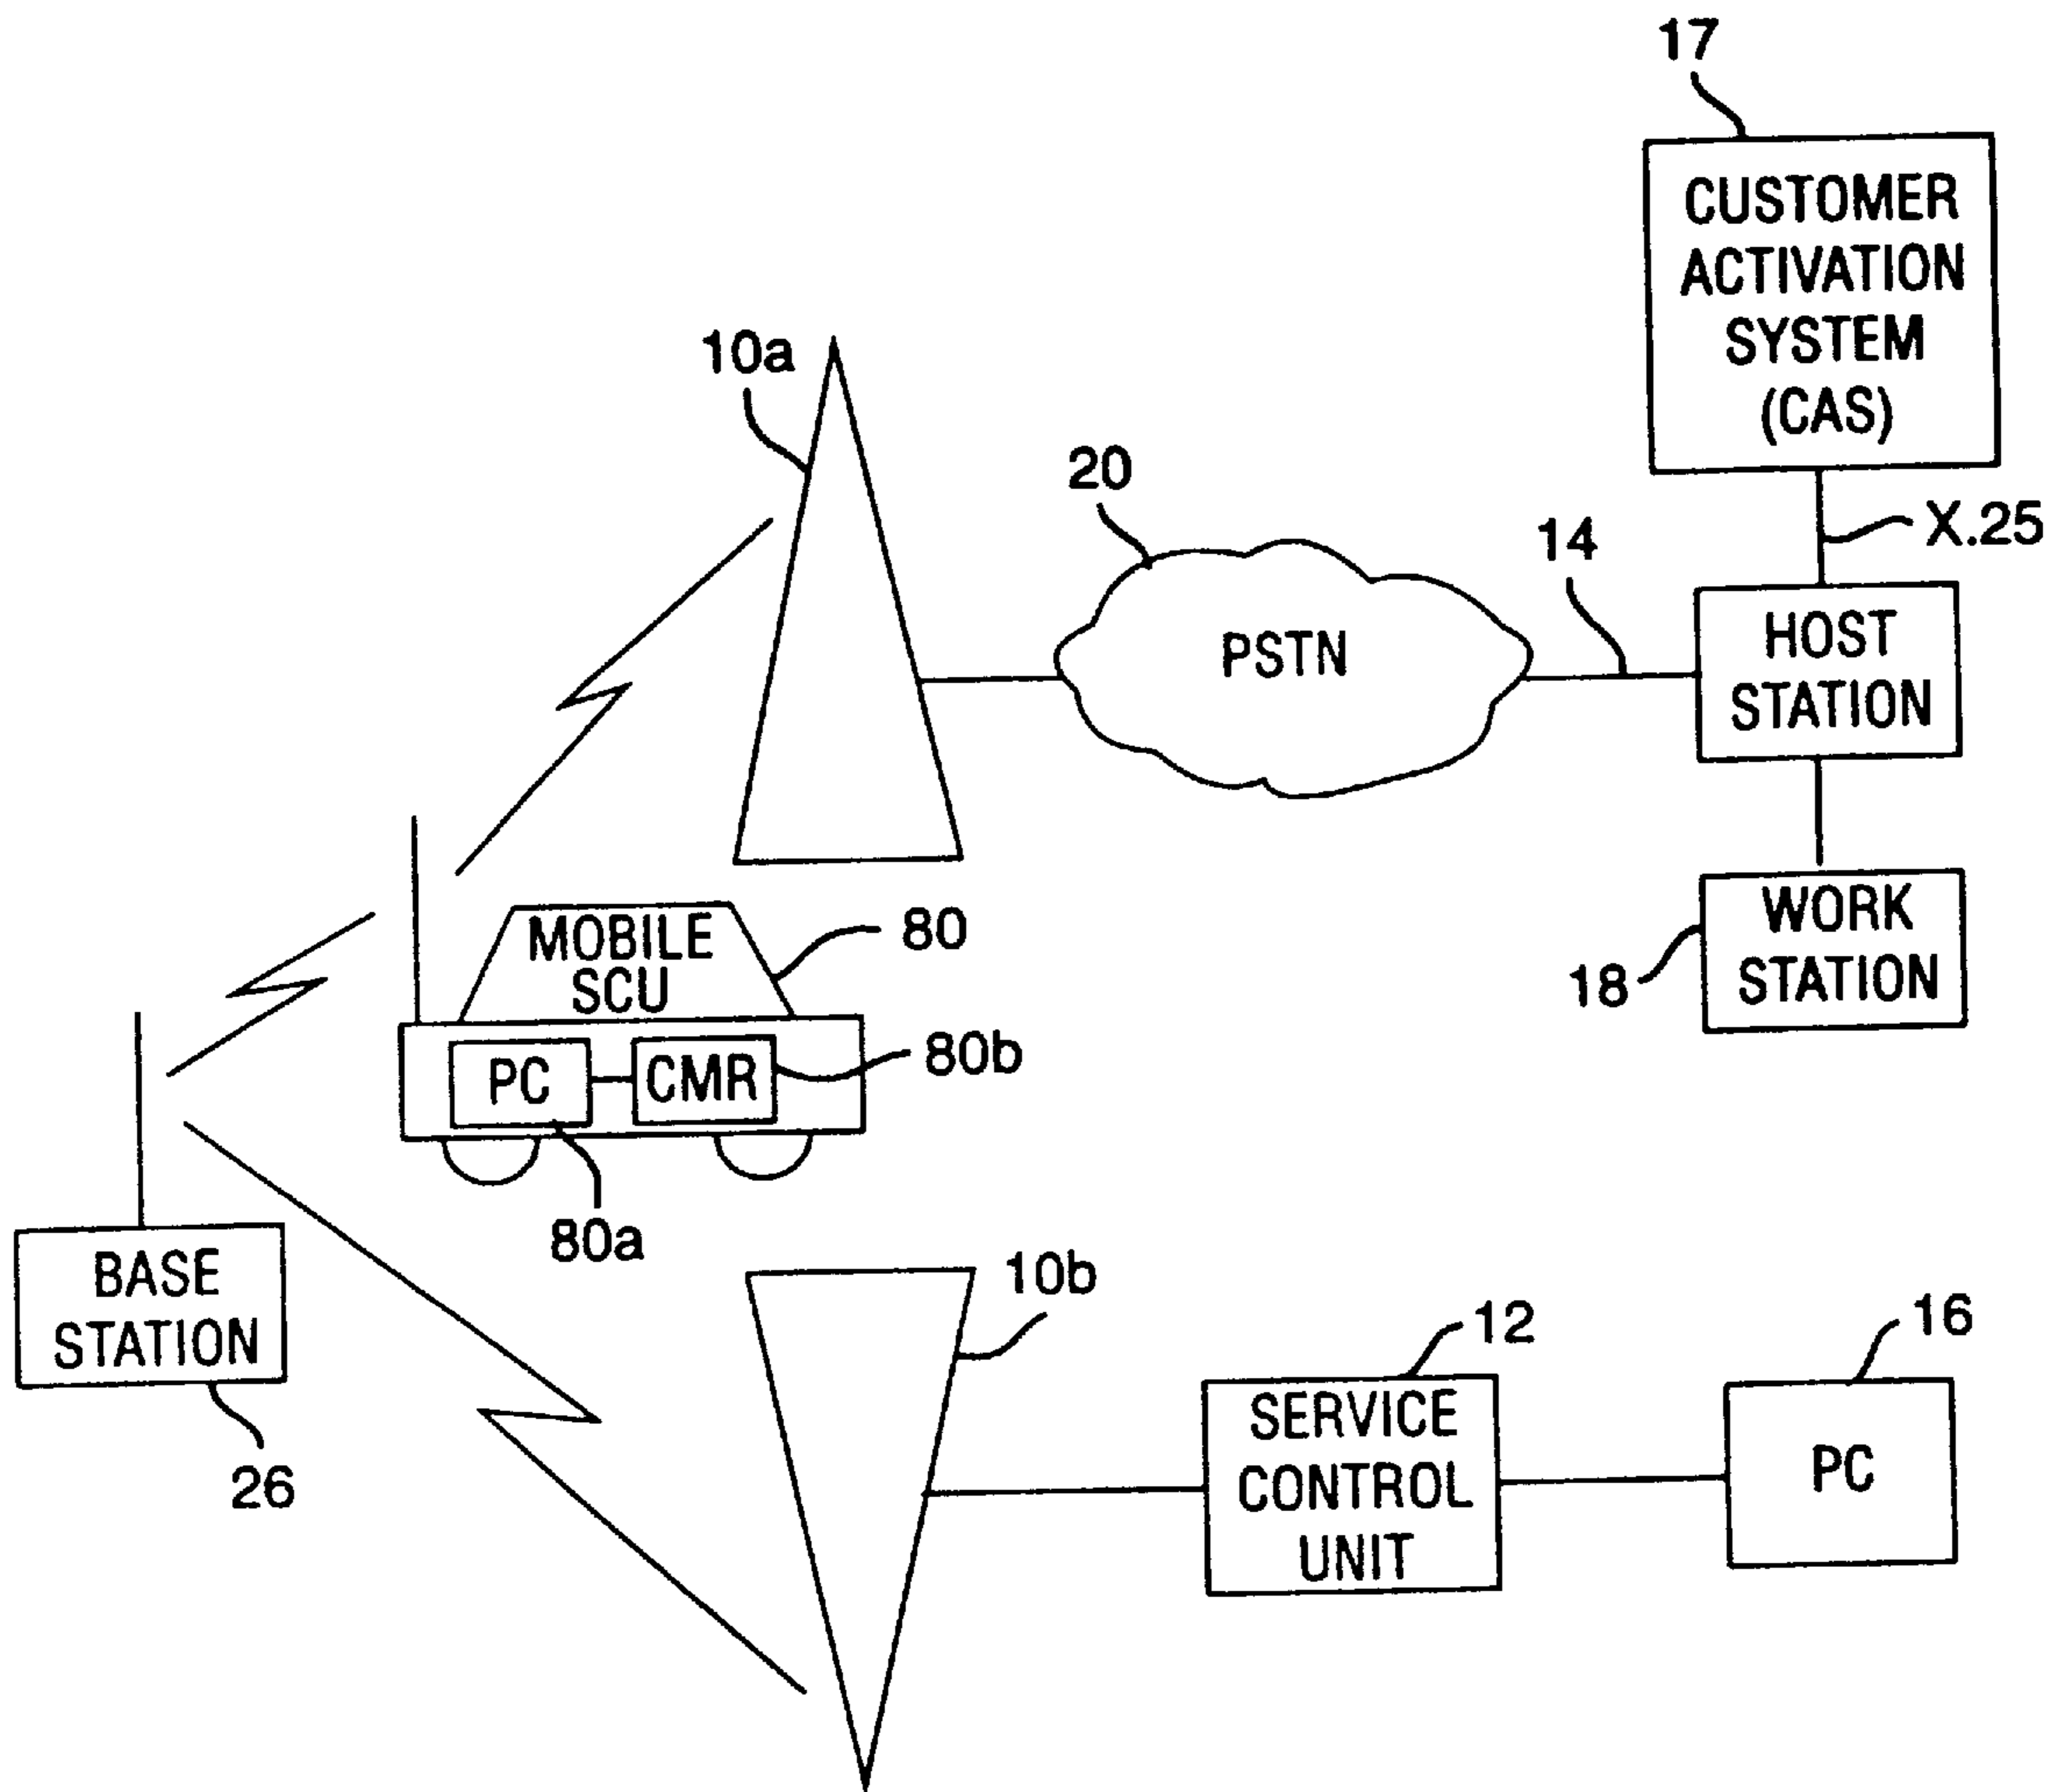 17
CUSTOMER
ACTIVATION
SYSTEM
(CAS)
10a
20
14
X.25
PSTN
HOST
STATION
MOBILE
SCU
80
WORK
STATION
18
PC
CMR
80b
80a
BASE
STATION
26
10b
12
16
SERVICE
CONTROL
UNIT
PC